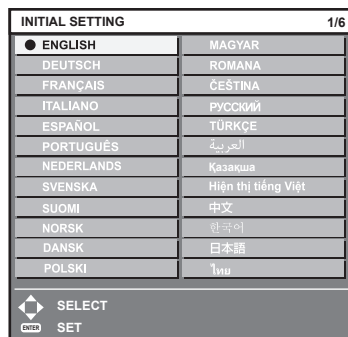 INITIAL SETTING 1/6
ENGLISH
DEUTSCH
FRANÇAIS
ITALIANO
ESPAÑOL
PORTUGUÊS
NEDERLANDS
SVENSKA
SUOMI
NORSK
DANSK
POLSKI
MAGYAR
ROMANA
ČEŠTINA
РУССКИЙ
TÜRKÇE
العربية
Қазақша
Hiện thị tiếng Việt
中文
한국어
日本語
ไทย
SELECT
ENTER SET